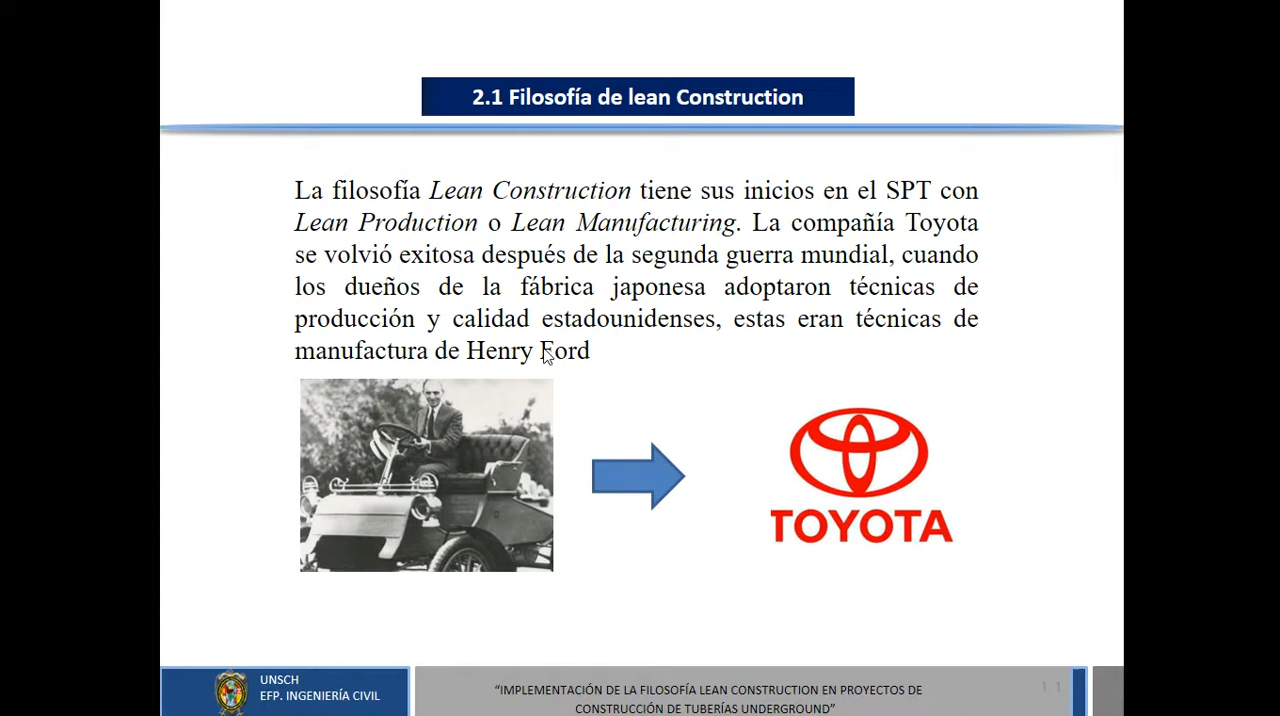 2.1 Filosofía de lean Construction
La filosofía Lean Construction tiene sus inicios en el SPT con
Lean Production o Lean Manufacturing. La compañía Toyota
se volvió exitosa después de la segunda guerra mundial, cuando
los dueños de la fábrica japonesa adoptaron técnicas de
producción y calidad estadounidenses, estas eran técnicas de
manufactura de Henry Ford
TOYOTA
UNSCH
EFP. INGENIERÍA CIVIL
“IMPLEMENTACIÓN DE LA FILOSOFÍA LEAN CONSTRUCTION EN PROYECTOS DE
CONSTRUCCIÓN DE TUBERÍAS UNDERGROUND”
11